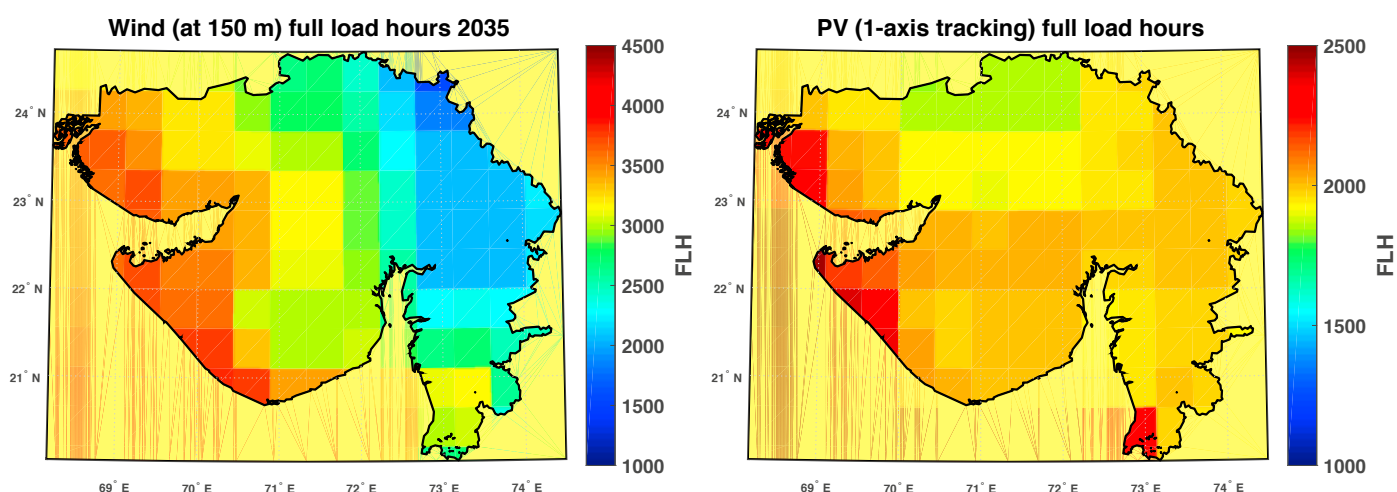 Wind (at 150 m) full load hours 2035
24° N
23° N
22° N
21° N
69° E
70° E
71° E
72° E
73° E
74° E
4500
4000
3500
3000
2500
2000
1500
1000
FLH
PV (1-axis tracking) full load hours
24° N
23° N
22° N
21° N
69° E
70° E
71° E
72° E
73° E
74° E
2500
2000
1500
1000
FLH